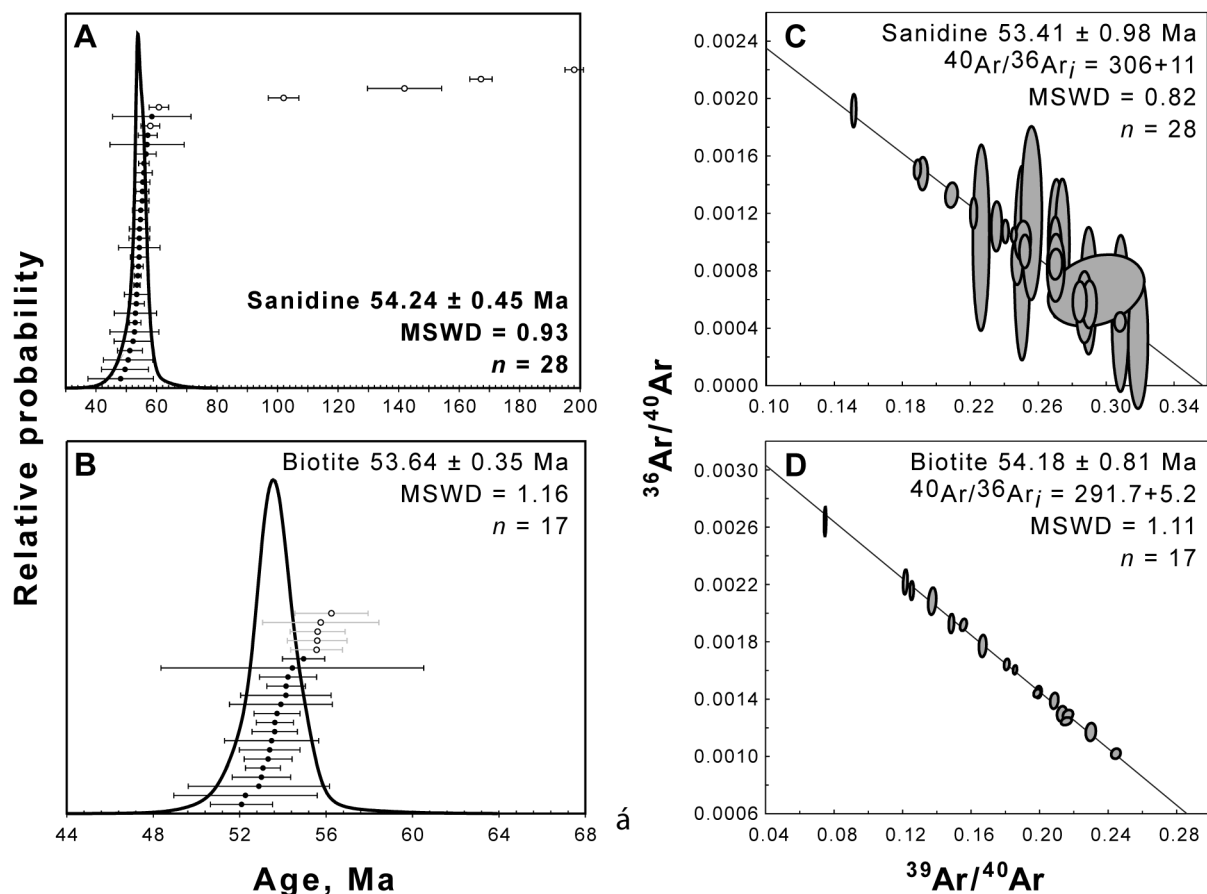 Relative probability
A
Sanidine 54.24 ± 0.45 Ma
MSWD = 0.93
n = 28
40 60 80 100 120 140 160 180 200
B
Biotite 53.64 ± 0.35 Ma
MSWD = 1.16
n = 17
44 48 52 56 60 64 68
Age, Ma
á
³⁶Ar/⁴⁰Ar
C
Sanidine 53.41 ± 0.98 Ma
⁴⁰Ar/³⁶Ari = 306+11
MSWD = 0.82
n = 28
0.0024
0.0020
0.0016
0.0012
0.0008
0.0004
0.0000
0.10 0.14 0.18 0.22 0.26 0.30 0.34
D
Biotite 54.18 ± 0.81 Ma
⁴⁰Ar/³⁶Ari = 291.7+5.2
MSWD = 1.11
n = 17
0.0030
0.0026
0.0022
0.0018
0.0014
0.0010
0.0006
0.04 0.08 0.12 0.16 0.20 0.24 0.28
³⁹Ar/⁴⁰Ar